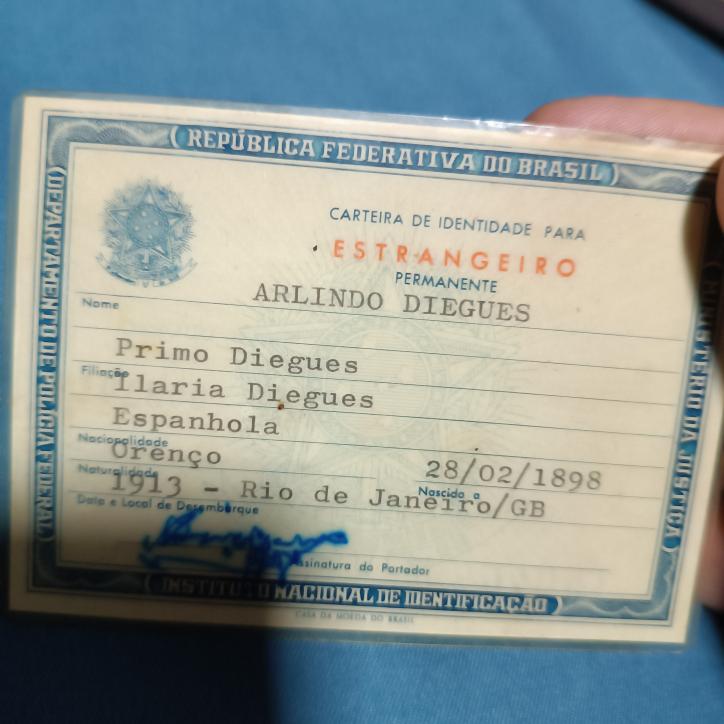 ( REPÚBLICA FEDERATIVA DO BRASIL )
( DEPARTAMENTO DE POLÍCIA FEDERAL )
CARTEIRA DE IDENTIDADE PARA
ESTRANGEIRO
PERMANENTE
Nome
ARLINDO DIEGUES
Primo Diegues
Filiação
Ilaria Diegues
Espanhola
Nacionalidade
Orenço
28/02/1898
Naturalidade
Nascido a
1913 - Rio de Janeiro/GB
Data e Local de Desembarque
Assinatura do Portador
( MINISTÉRIO DA JUSTIÇA )
( INSTITUTO NACIONAL DE IDENTIFICAÇÃO )
CASA DA MOEDA DO BRASIL